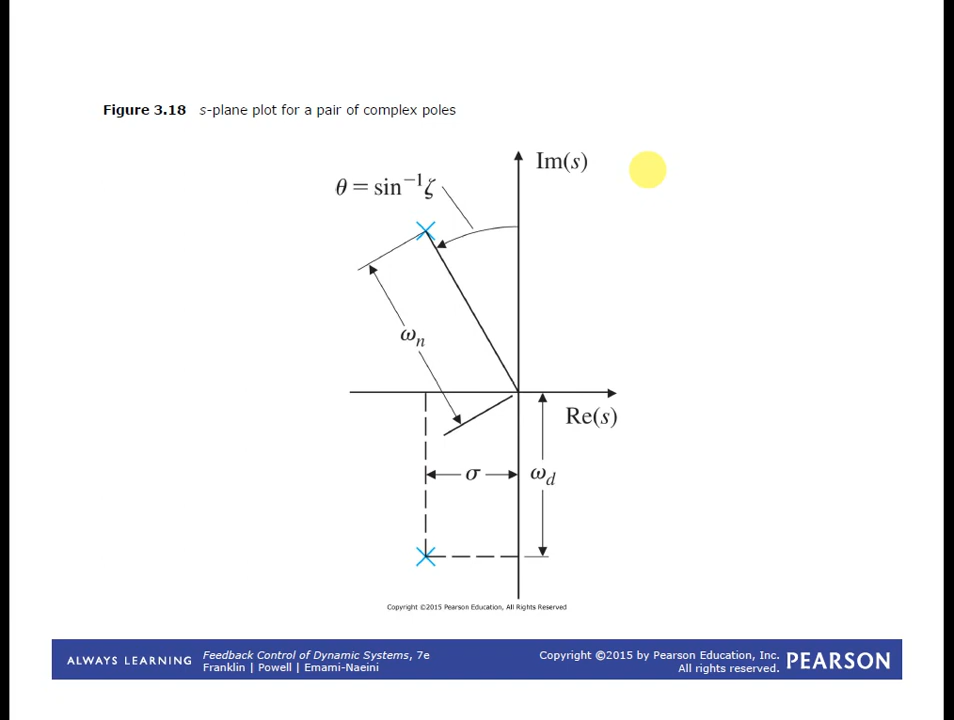 Figure 3.18 s-plane plot for a pair of complex poles
Im(s)
θ = sin⁻¹ζ
ωn
Re(s)
σ
ωd
Copyright ©2015 Pearson Education, All Rights Reserved
ALWAYS LEARNING
Feedback Control of Dynamic Systems, 7e
Franklin | Powell | Emami-Naeini
Copyright ©2015 by Pearson Education, Inc.
All rights reserved.
PEARSON